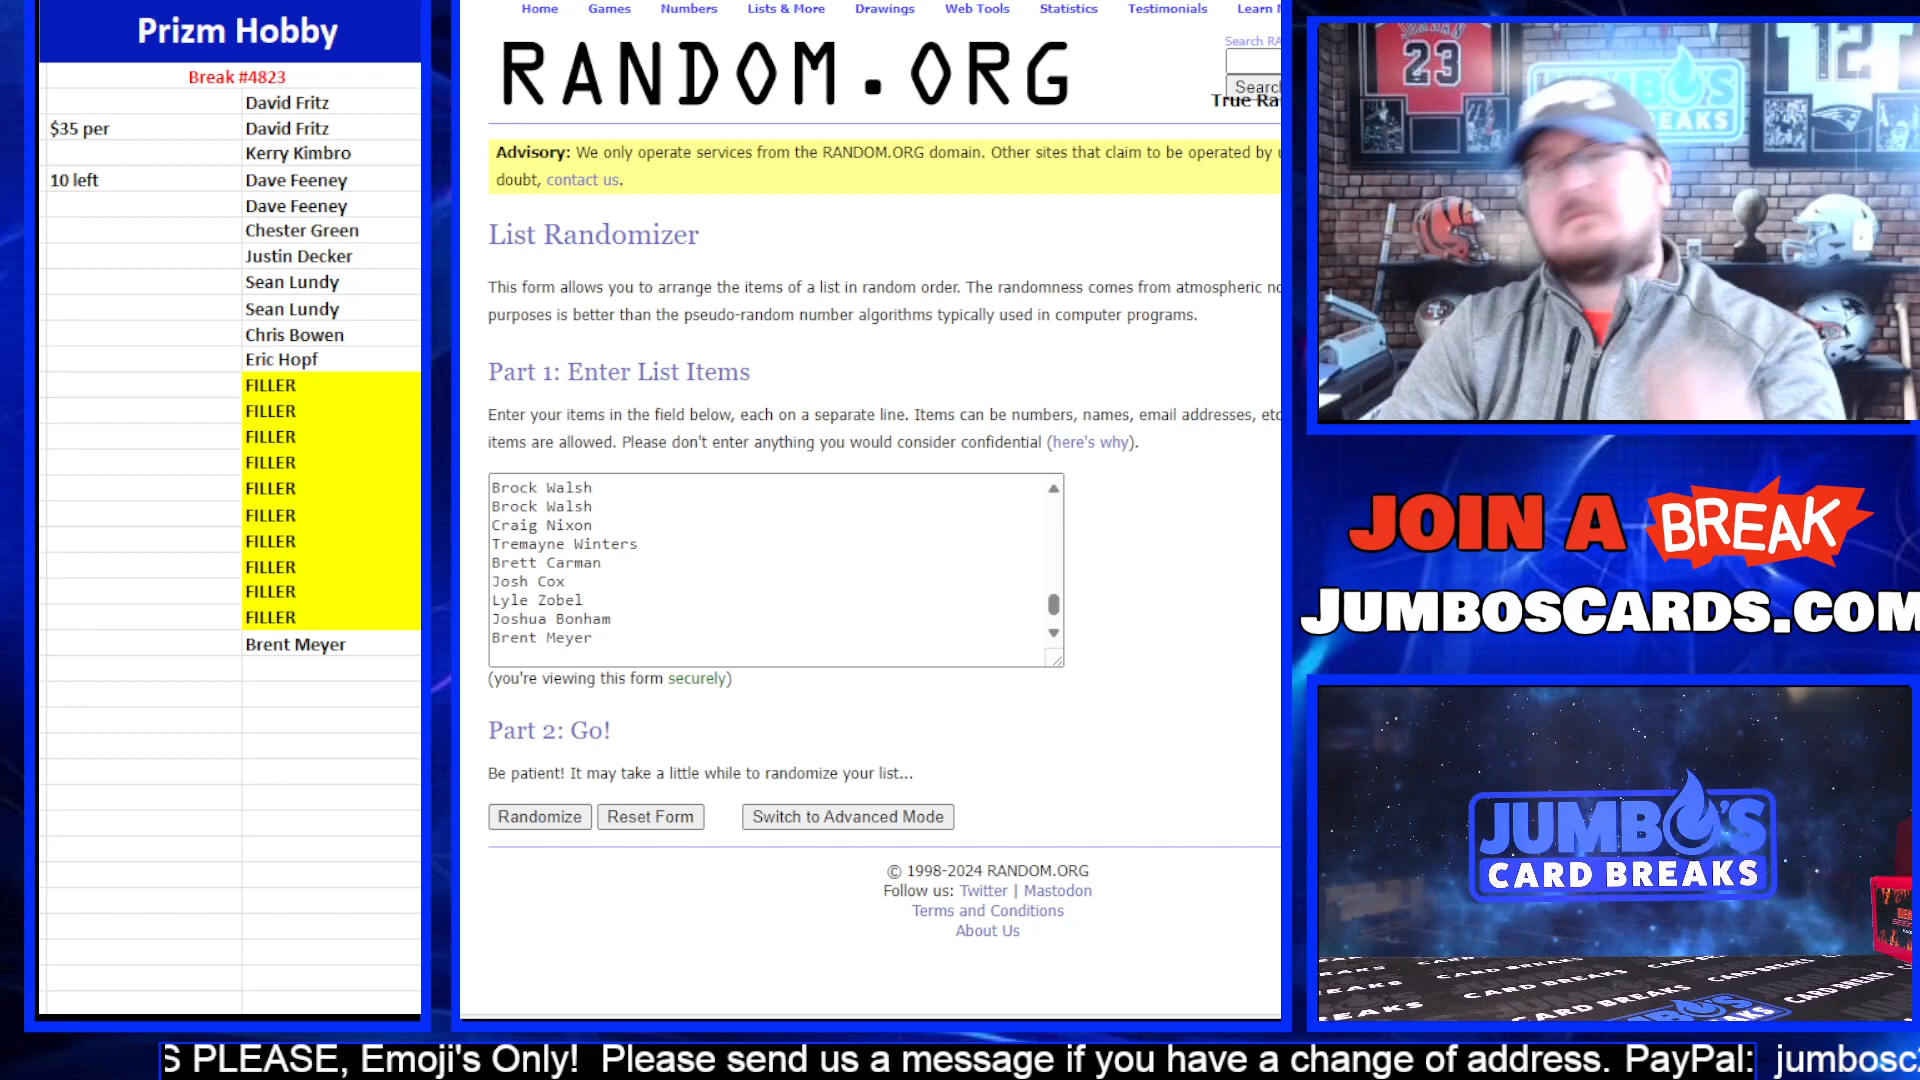 Prizm Hobby
Break #4823
David Fritz
$35 per David Fritz
Kerry Kimbro
10 left Dave Feeney
Dave Feeney
Chester Green
Justin Decker
Sean Lundy
Sean Lundy
Chris Bowen
Eric Hopf
FILLER
FILLER
FILLER
FILLER
FILLER
FILLER
FILLER
FILLER
FILLER
FILLER
Brent Meyer
Home Games Numbers Lists & More Drawings Web Tools Statistics Testimonials Learn
RANDOM.ORG
Search
Search
True
Advisory: We only operate services from the RANDOM.ORG domain. Other sites that claim to be operated by
doubt, contact us.
List Randomizer
This form allows you to arrange the items of a list in random order. The randomness comes from atmospheric
purposes is better than the pseudo-random number algorithms typically used in computer programs.
Part 1: Enter List Items
Enter your items in the field below, each on a separate line. Items can be numbers, names, email addresses, etc
items are allowed. Please don't enter anything you would consider confidential (here's why).
Brock Walsh
Brock Walsh
Craig Nixon
Tremayne Winters
Brett Carman
Josh Cox
Lyle Zobel
Joshua Bonham
Brent Meyer
(you're viewing this form securely)
Part 2: Go!
Be patient! It may take a little while to randomize your list...
Randomize Reset Form Switch to Advanced Mode
© 1998-2024 RANDOM.ORG
Follow us: Twitter | Mastodon
Terms and Conditions
About Us
23
JUMBO'S
BREAKS
12
JOIN A BREAK
JUMBOSCARDS.COM
JUMBO'S
CARD BREAKS
CARD BREAKS
S PLEASE, Emoji's Only! Please send us a message if you have a change of address. PayPal: jumbosc